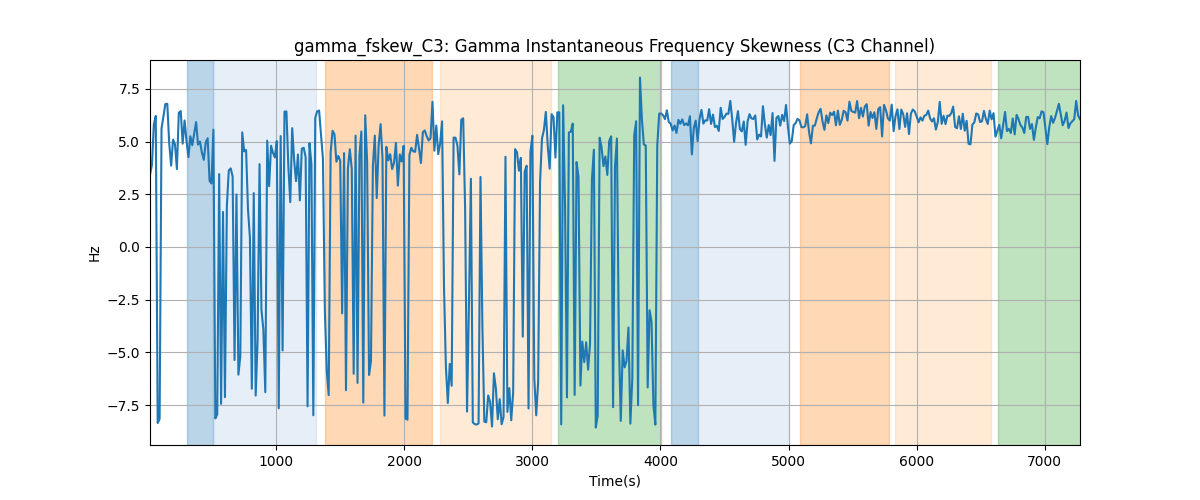 gamma_fskew_C3: Gamma Instantaneous Frequency Skewness (C3 Channel)
7.5
5.0
2.5
0.0
−2.5
−5.0
−7.5
Hz
1000 2000 3000 4000 5000 6000 7000
Time(s)